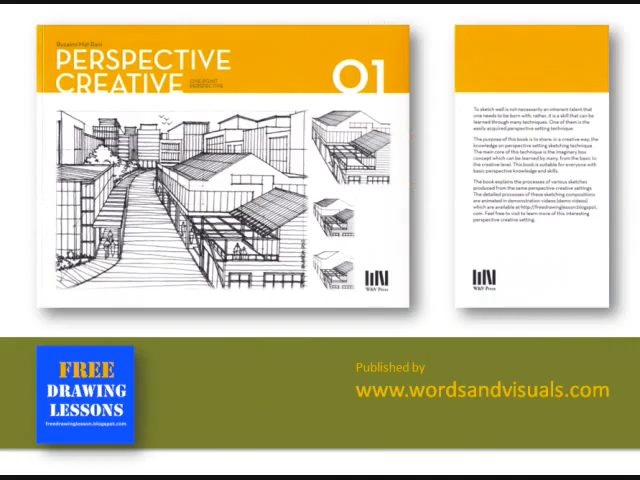 Rozaini Mat Rani
PERSPECTIVE
CREATIVE
ONE POINT
PERSPECTIVE
01
W&V Press
To sketch well is not necessarily an inherent talent that
one needs to be born with; rather, it is a skill that can be
learned through many techniques. One of them is the
easily acquired perspective setting technique.
The purpose of this book is to share, in a creative way, the
knowledge on perspective setting sketching technique.
The main core of this technique is the imaginary box
concept which can be learned by many, from the basic to
the creative level. This book is suitable for everyone with
basic perspective knowledge and skills.
The book explains the processes of various sketches
produced from the same perspective creative settings.
The detailed processes of these sketching compositions
are animated in demonstration videos (demo videos)
which are available at http://freedrawinglesson.blogspot.
com. Feel free to visit to learn more of this interesting
perspective creative setting.
W&V Press
FREE
DRAWING
LESSONS
freedrawinglesson.blogspot.com
Published by
www.wordsandvisuals.com